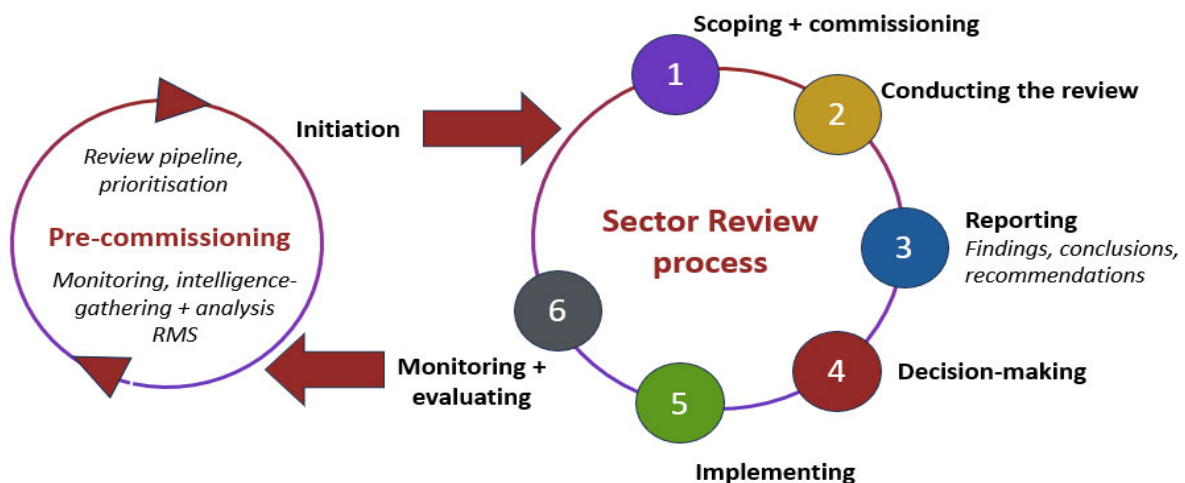 Review pipeline,
prioritisation
Pre-commissioning
Monitoring, intelligence-
gathering + analysis
RMS
Initiation
Sector Review
process
1
Scoping + commissioning
2
Conducting the review
3
Reporting
Findings, conclusions,
recommendations
4
Decision-making
5
Implementing
6
Monitoring +
evaluating